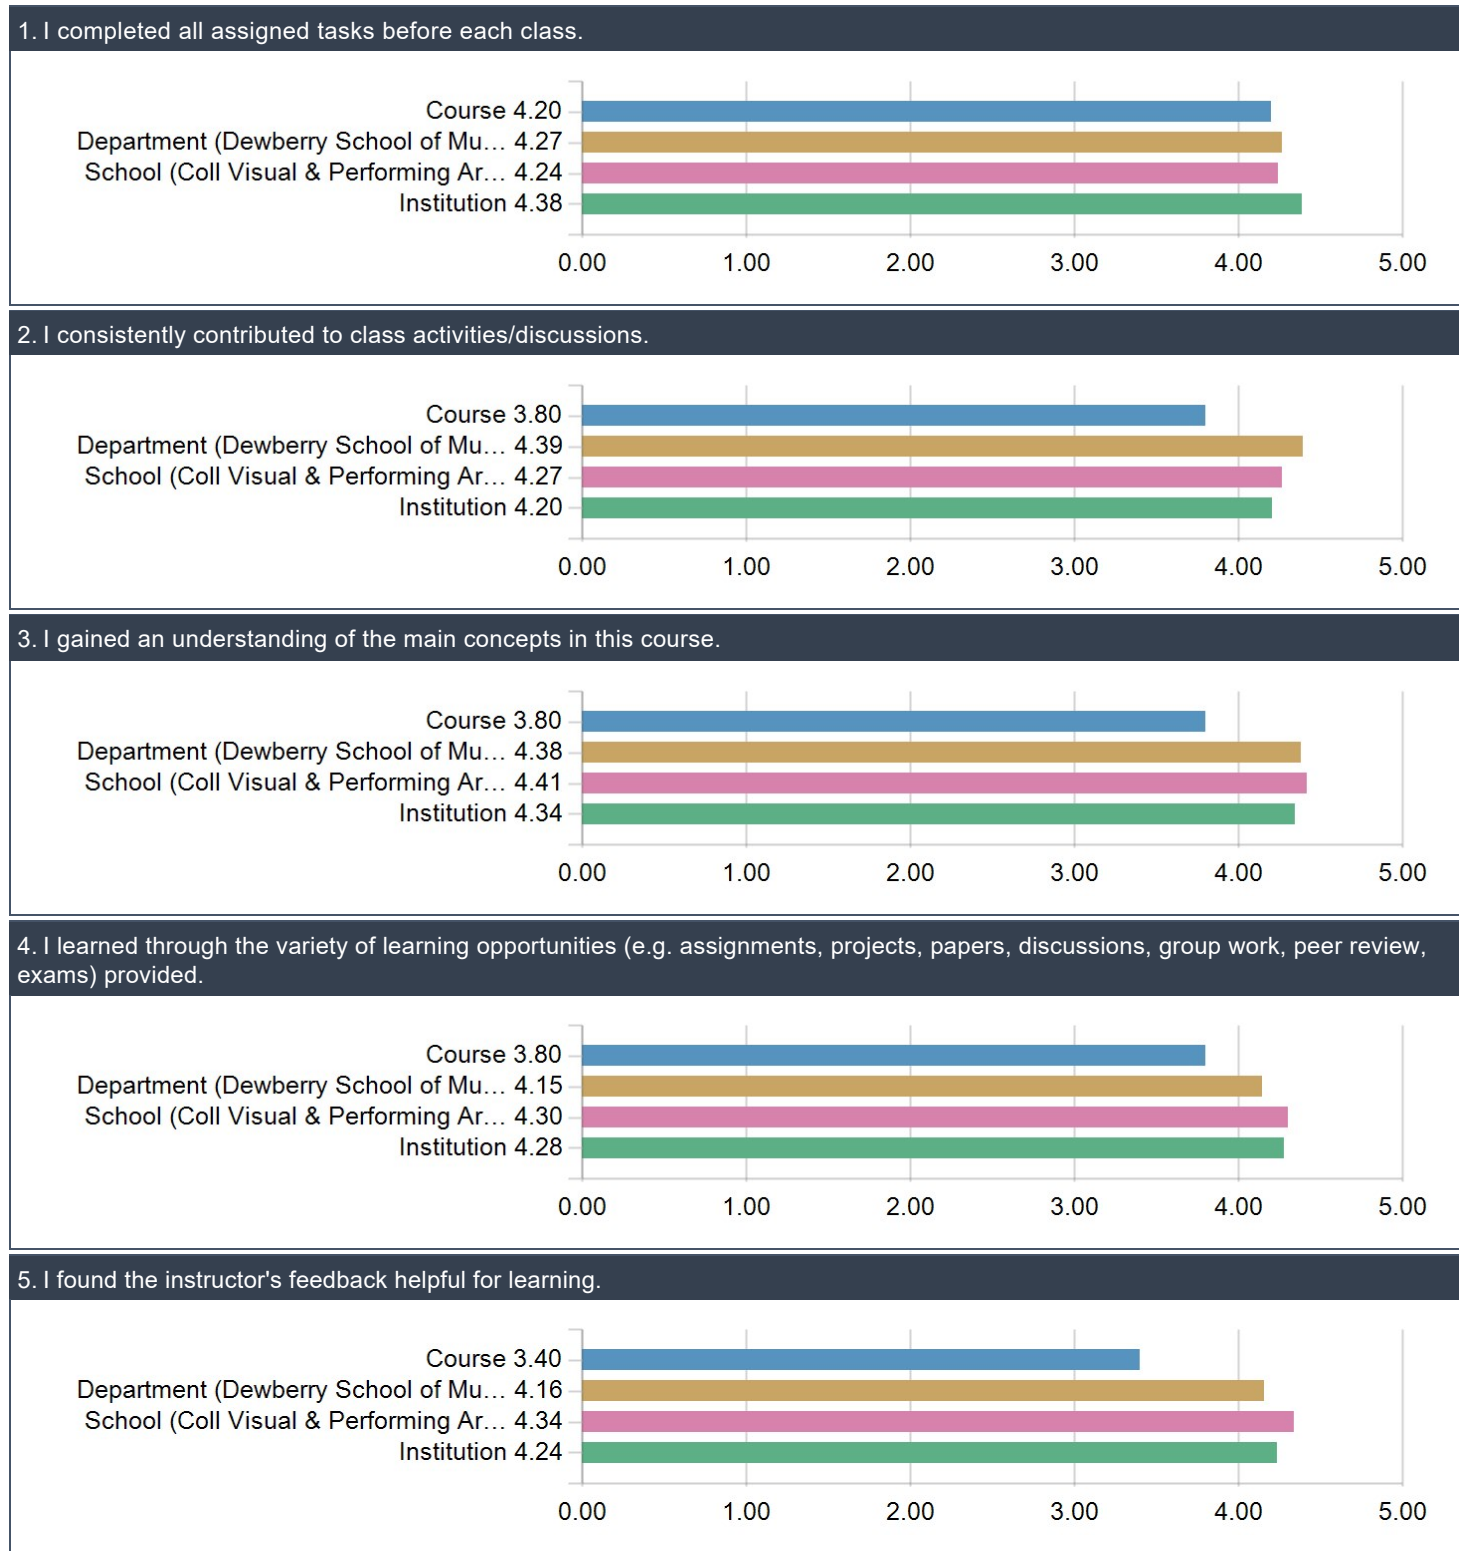 1. I completed all assigned tasks before each class.
Course 4.20
Department (Dewberry School of Mu... 4.27
School (Coll Visual & Performing Ar... 4.24
Institution 4.38
0.00 1.00 2.00 3.00 4.00 5.00
2. I consistently contributed to class activities/discussions.
Course 3.80
Department (Dewberry School of Mu... 4.39
School (Coll Visual & Performing Ar... 4.27
Institution 4.20
0.00 1.00 2.00 3.00 4.00 5.00
3. I gained an understanding of the main concepts in this course.
Course 3.80
Department (Dewberry School of Mu... 4.38
School (Coll Visual & Performing Ar... 4.41
Institution 4.34
0.00 1.00 2.00 3.00 4.00 5.00
4. I learned through the variety of learning opportunities (e.g. assignments, projects, papers, discussions, group work, peer review,
exams) provided.
Course 3.80
Department (Dewberry School of Mu... 4.15
School (Coll Visual & Performing Ar... 4.30
Institution 4.28
0.00 1.00 2.00 3.00 4.00 5.00
5. I found the instructor's feedback helpful for learning.
Course 3.40
Department (Dewberry School of Mu... 4.16
School (Coll Visual & Performing Ar... 4.34
Institution 4.24
0.00 1.00 2.00 3.00 4.00 5.00